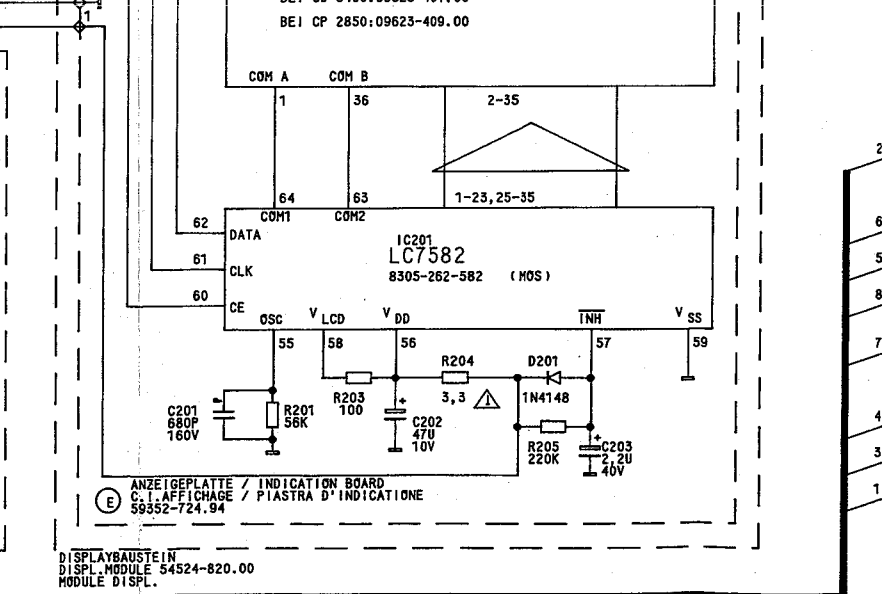 BEI CP 2850:09623-409.00
1
COM A COM B
1 36 2-35
64 63 1-23,25-35
COM1 COM2
62 DATA
IC201
LC7582
8305-262-582 (MOS)
61 CLK
60 CE
OSC V LCD V DD INH V SS
55 58 56 57 59
R204 D201
3,3 1N4148
R203
100
C201
680P
160V
R201
56K
C202
47U
10V
R205
220K
C203
2,2U
40V
E
ANZEIGEPLATTE / INDICATION BOARD
C.I.AFFICHAGE / PIASTRA D'INDICATIONE
59352-724.94
DISPLAYBAUSTEIN
DISPL.MODULE 54524-820.00
MODULE DISPL.
2
6
5
8
7
4
3
1